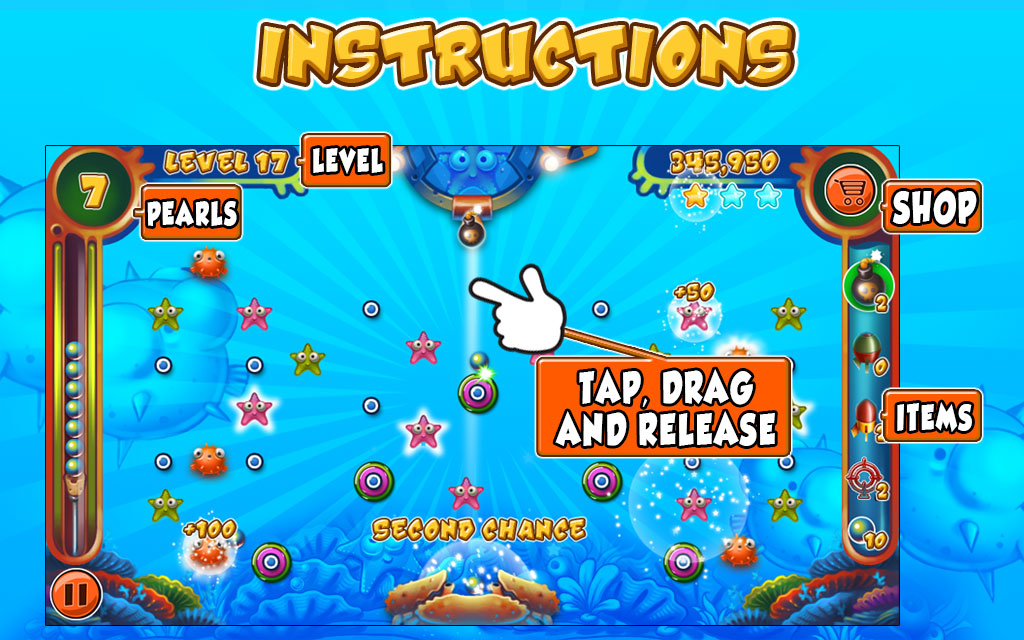 INSTRUCTIONS
LEVEL 17
LEVEL
345,950
7
PEARLS
SHOP
+50
2
0
TAP, DRAG
AND RELEASE
ITEMS
2
10
SECOND CHANCE
+100